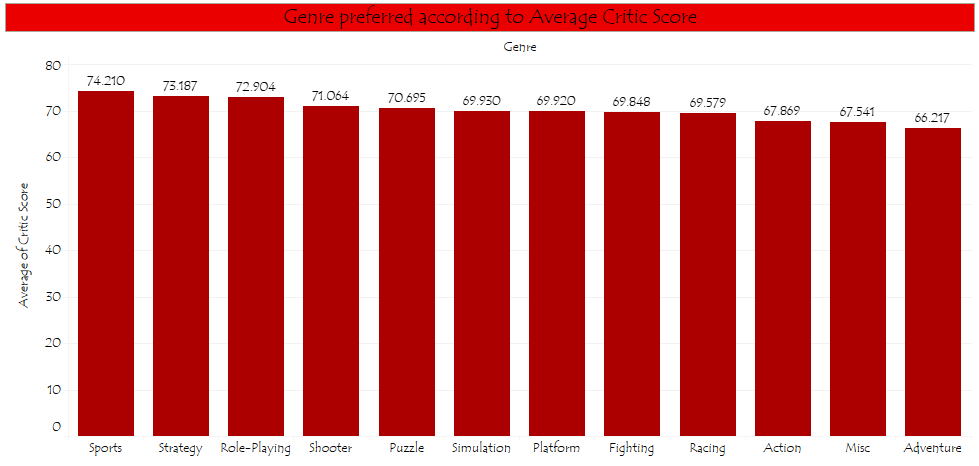 Genre preferred according to Average Critic Score
Genre
80
70
60
50
40
30
20
10
0
Average of Critic Score
74.210 73.187 72.904 71.064 70.695 69.930 69.920 69.848 69.579 67.869 67.541 66.217
Sports Strategy Role-Playing Shooter Puzzle Simulation Platform Fighting Racing Action Misc Adventure